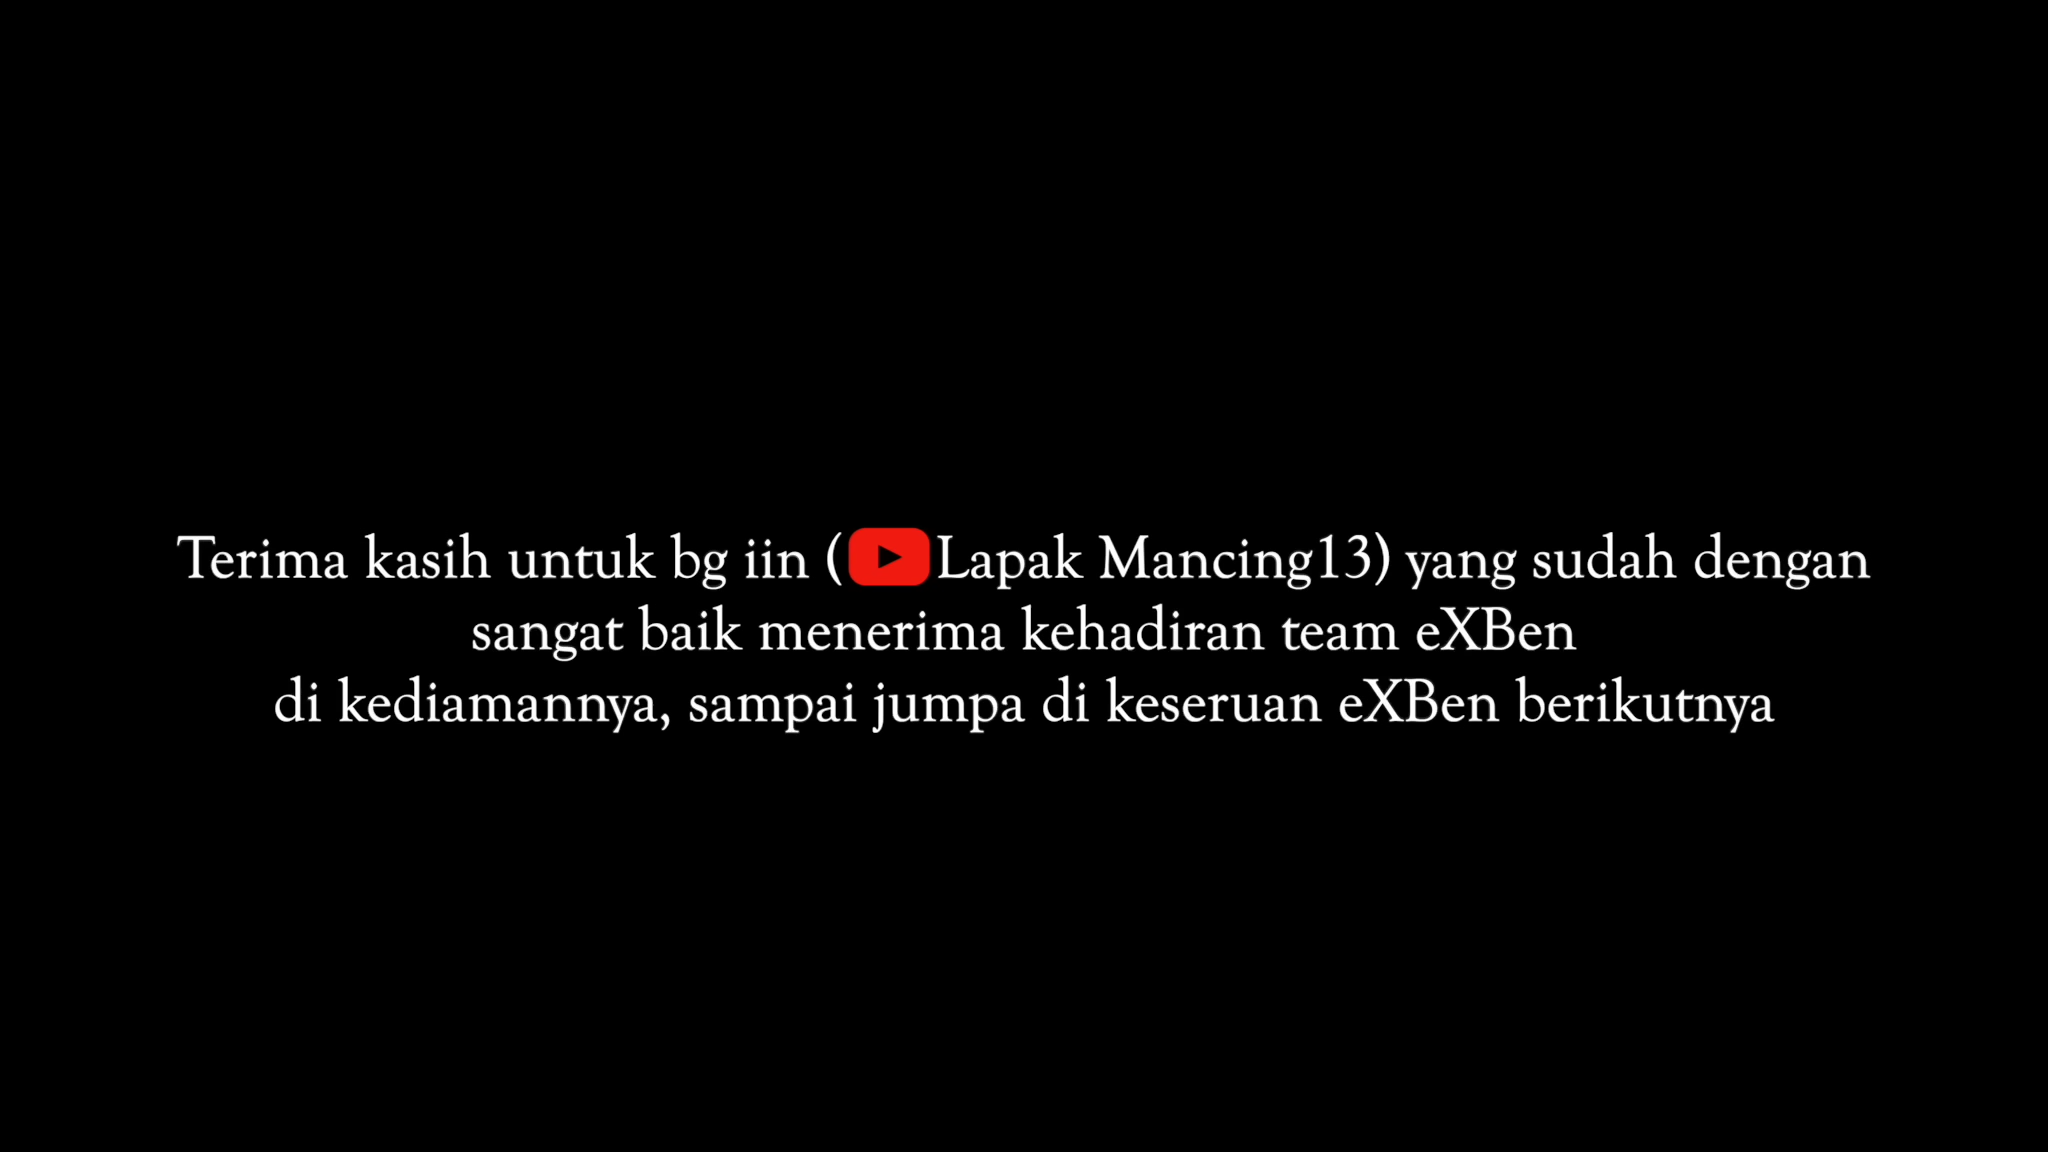 Terima kasih untuk bg iin (Lapak Mancing13) yang sudah dengan
sangat baik menerima kehadiran team eXBen
di kediamannya, sampai jumpa di keseruan eXBen berikutnya